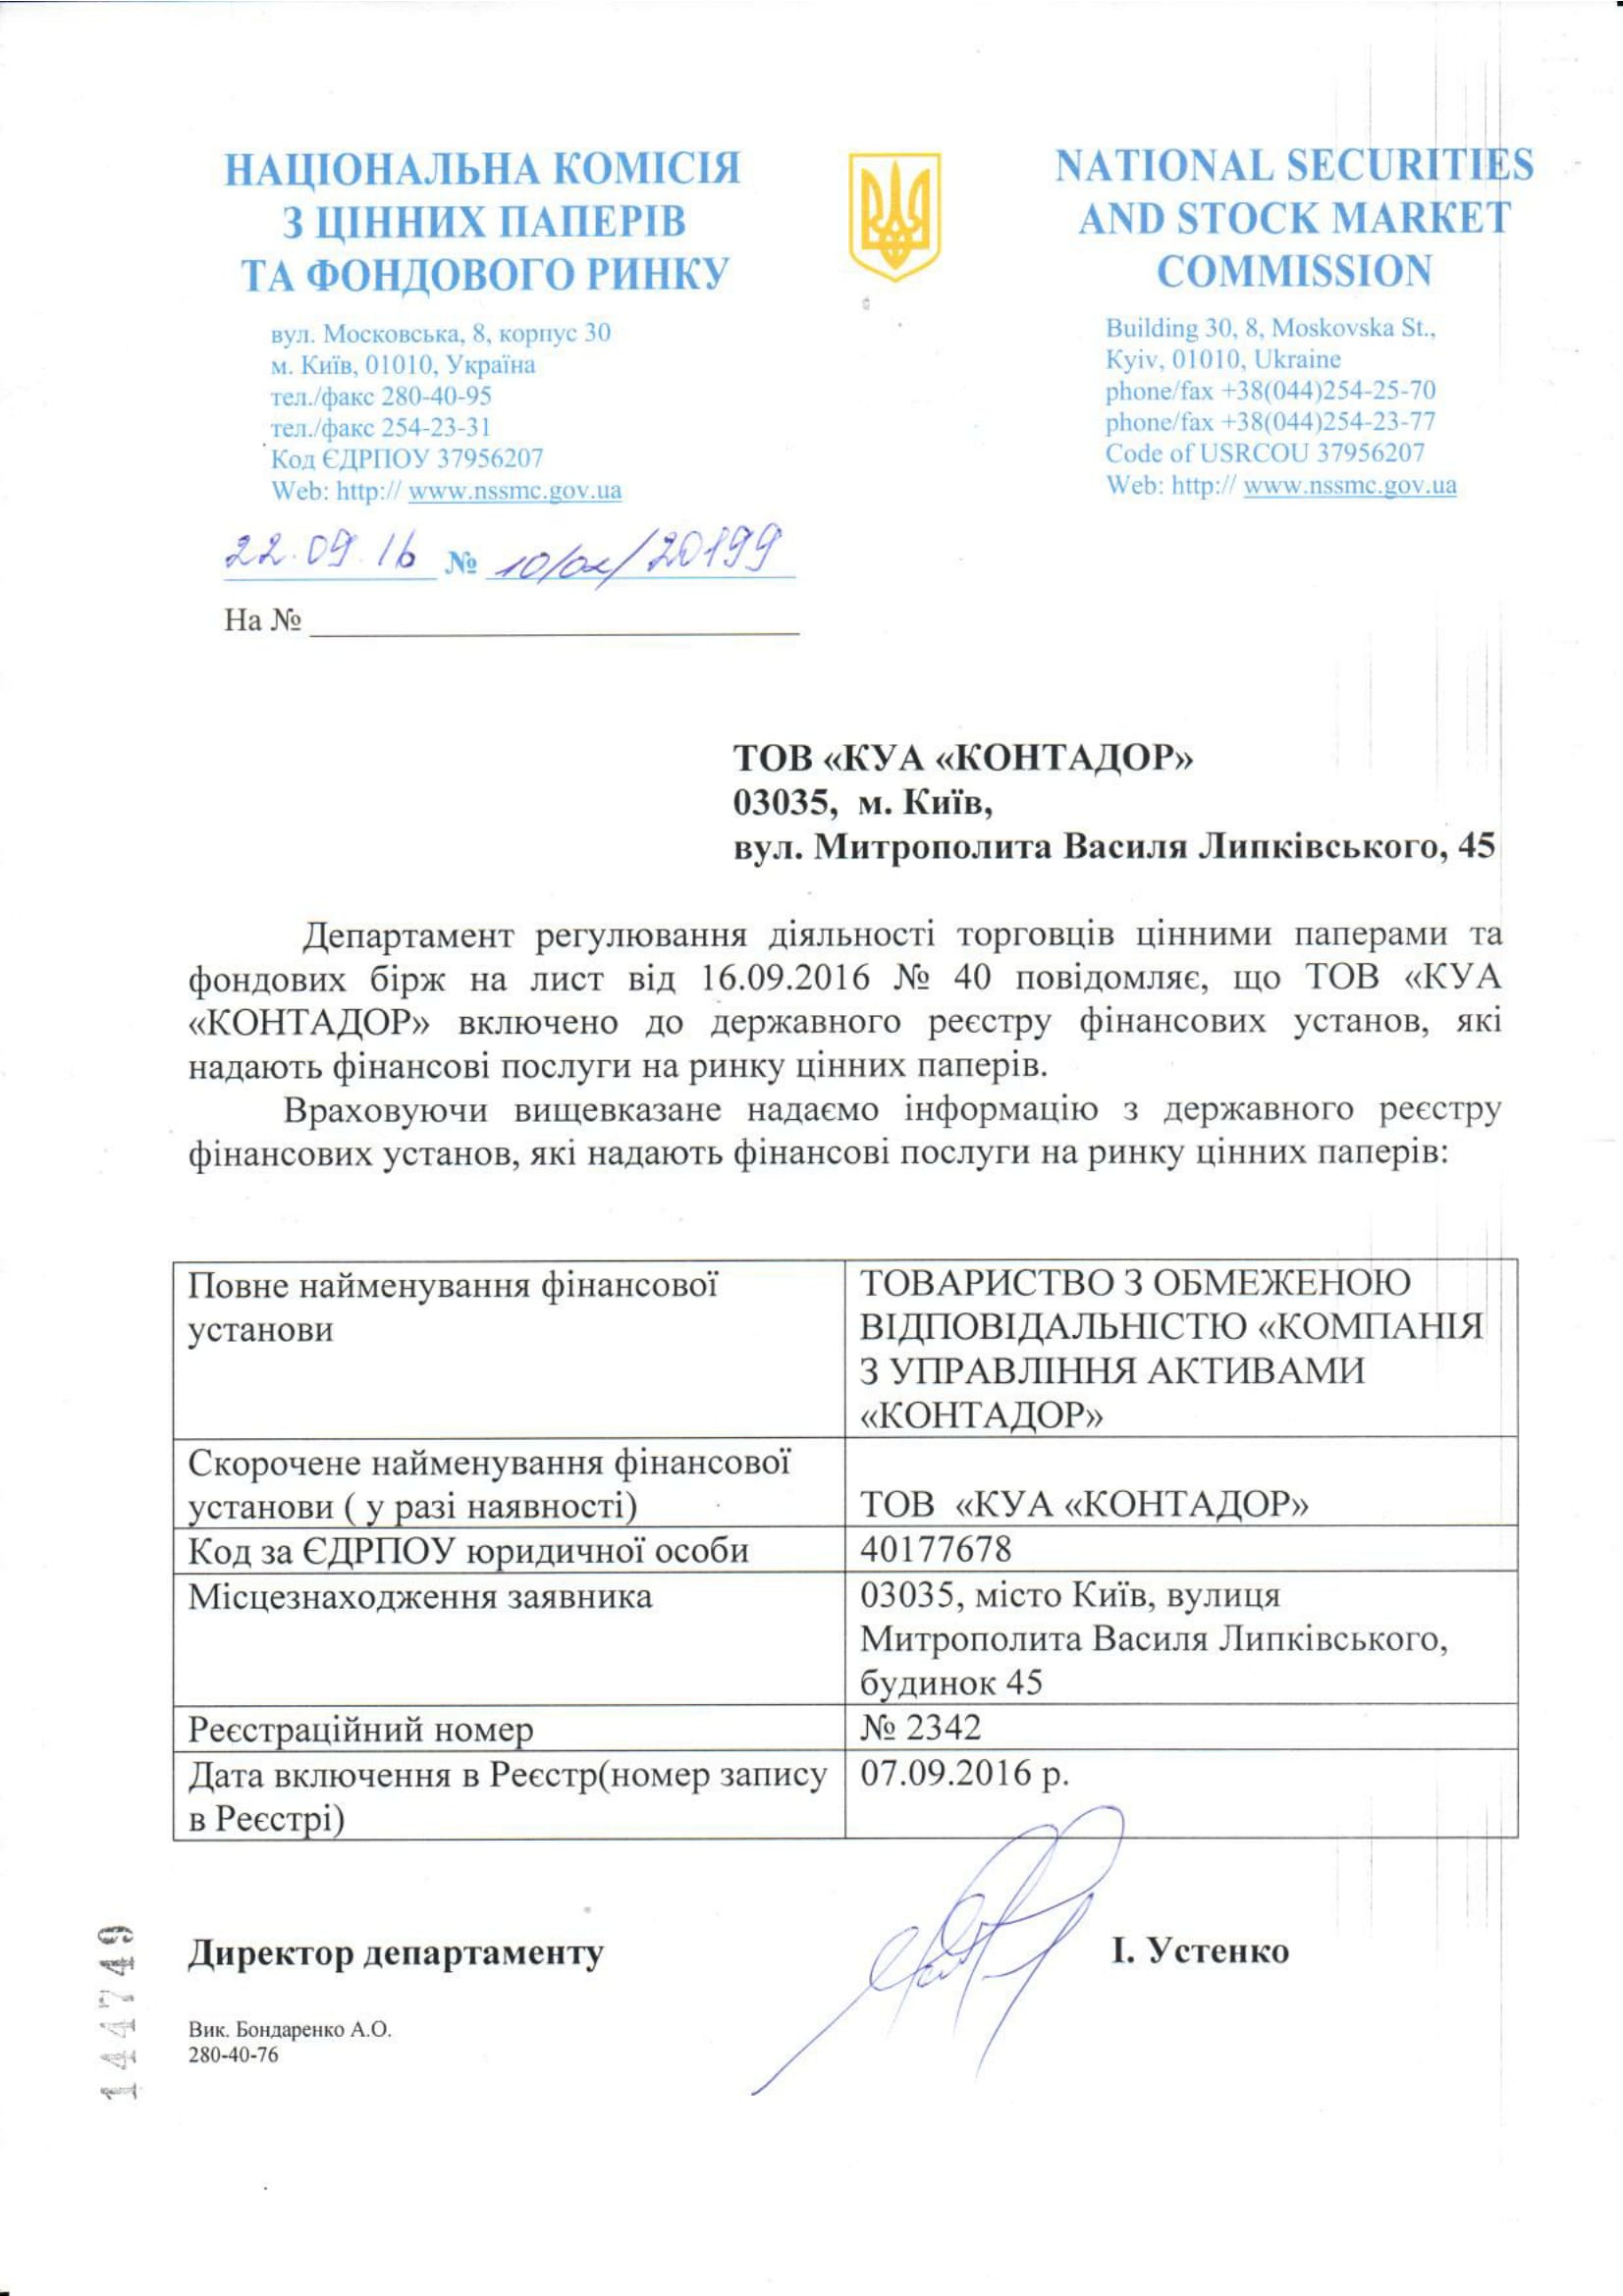 НАЦІОНАЛЬНА КОМІСІЯ
З ЦІННИХ ПАПЕРІВ
ТА ФОНДОВОГО РИНКУ
вул. Московська, 8, корпус 30
м. Київ, 01010, Україна
тел./факс 280-40-95
тел./факс 254-23-31
Код ЄДРПОУ 37956207
Web: http:// www.nssmc.gov.ua
NATIONAL SECURITIES
AND STOCK MARKET
COMMISSION
Building 30, 8, Moskovska St.,
Kyiv, 01010, Ukraine
phone/fax +38(044)254-25-70
phone/fax +38(044)254-23-77
Code of USRCOU 37956207
Web: http:// www.nssmc.gov.ua
22.09.16 № 10/02/20199
На №
ТОВ «КУА «КОНТАДОР»
03035, м. Київ,
вул. Митрополита Василя Липківського, 45
Департамент регулювання діяльності торговців цінними паперами та
фондових бірж на лист від 16.09.2016 № 40 повідомляє, що ТОВ «КУА
«КОНТАДОР» включено до державного реєстру фінансових установ, які
надають фінансові послуги на ринку цінних паперів.
Враховуючи вищевказане надаємо інформацію з державного реєстру
фінансових установ, які надають фінансові послуги на ринку цінних паперів:
Повне найменування фінансової
установи
ТОВАРИСТВО З ОБМЕЖЕНОЮ
ВІДПОВІДАЛЬНІСТЮ «КОМПАНІЯ
З УПРАВЛІННЯ АКТИВАМИ
«КОНТАДОР»
Скорочене найменування фінансової
установи ( у разі наявності)
ТОВ «КУА «КОНТАДОР»
Код за ЄДРПОУ юридичної особи
40177678
Місцезнаходження заявника
03035, місто Київ, вулиця
Митрополита Василя Липківського,
будинок 45
Реєстраційний номер
№ 2342
Дата включення в Реєстр(номер запису
в Реєстрі)
07.09.2016 р.
Директор департаменту
І. Устенко
Вик. Бондаренко А.О.
280-40-76
144749